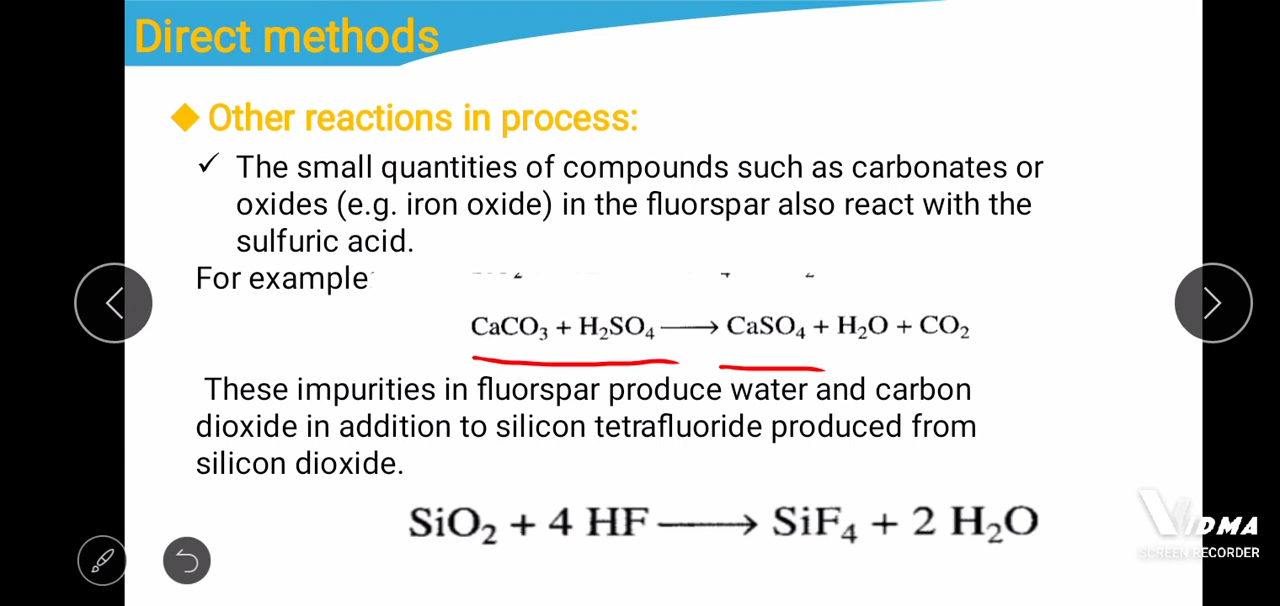 Direct methods
Other reactions in process:
✓ The small quantities of compounds such as carbonates or
oxides (e.g. iron oxide) in the fluorspar also react with the
sulfuric acid.
For example
CaCO₃ + H₂SO₄ ⟶ CaSO₄ + H₂O + CO₂
These impurities in fluorspar produce water and carbon
dioxide in addition to silicon tetrafluoride produced from
silicon dioxide.
SiO₂ + 4 HF ⟶ SiF₄ + 2 H₂O
VIDMA
SCREEN RECORDER